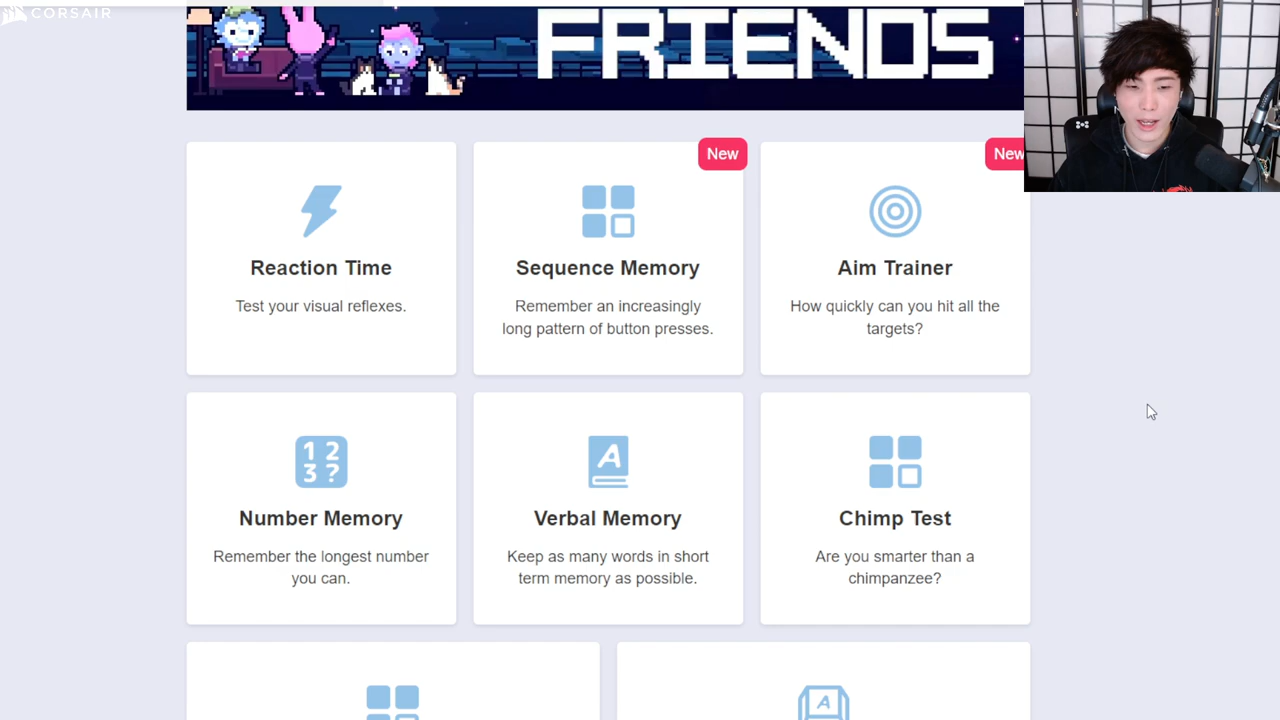 CORSAIR
FRIENDS
New
New
Reaction Time
Sequence Memory
Aim Trainer
Test your visual reflexes.
Remember an increasingly
long pattern of button presses.
How quickly can you hit all the
targets?
1 2
3 ?
A
Number Memory
Verbal Memory
Chimp Test
Remember the longest number
you can.
Keep as many words in short
term memory as possible.
Are you smarter than a
chimpanzee?
A